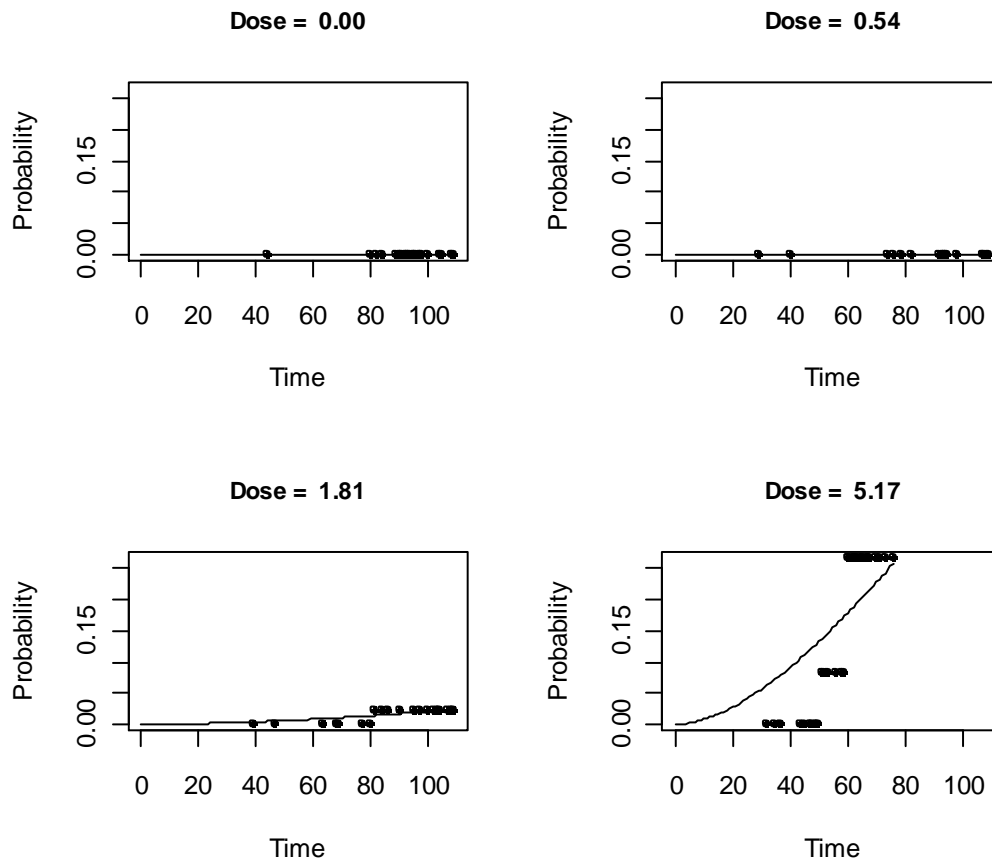 Dose = 0.00
Probability
0.00 0.15
0 20 40 60 80 100
Time
Dose = 0.54
Probability
0.00 0.15
0 20 40 60 80 100
Time
Dose = 1.81
Probability
0.00 0.15
0 20 40 60 80 100
Time
Dose = 5.17
Probability
0.00 0.15
0 20 40 60 80 100
Time